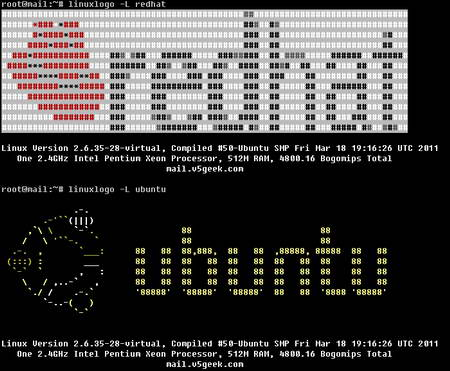 root@mail:~# linuxlogo -L redhat
redhat
Linux Version 2.6.35-28-virtual, Compiled #50-Ubuntu SMP Fri Mar 18 19:16:26 UTC 2011
One 2.4GHz Intel Pentium Xeon Processor, 512M RAM, 4800.16 Bogomips Total
mail.v5geek.com
root@mail:~# linuxlogo -L ubuntu
ubuntu
Linux Version 2.6.35-28-virtual, Compiled #50-Ubuntu SMP Fri Mar 18 19:16:26 UTC 2011
One 2.4GHz Intel Pentium Xeon Processor, 512M RAM, 4800.16 Bogomips Total
mail.v5geek.com